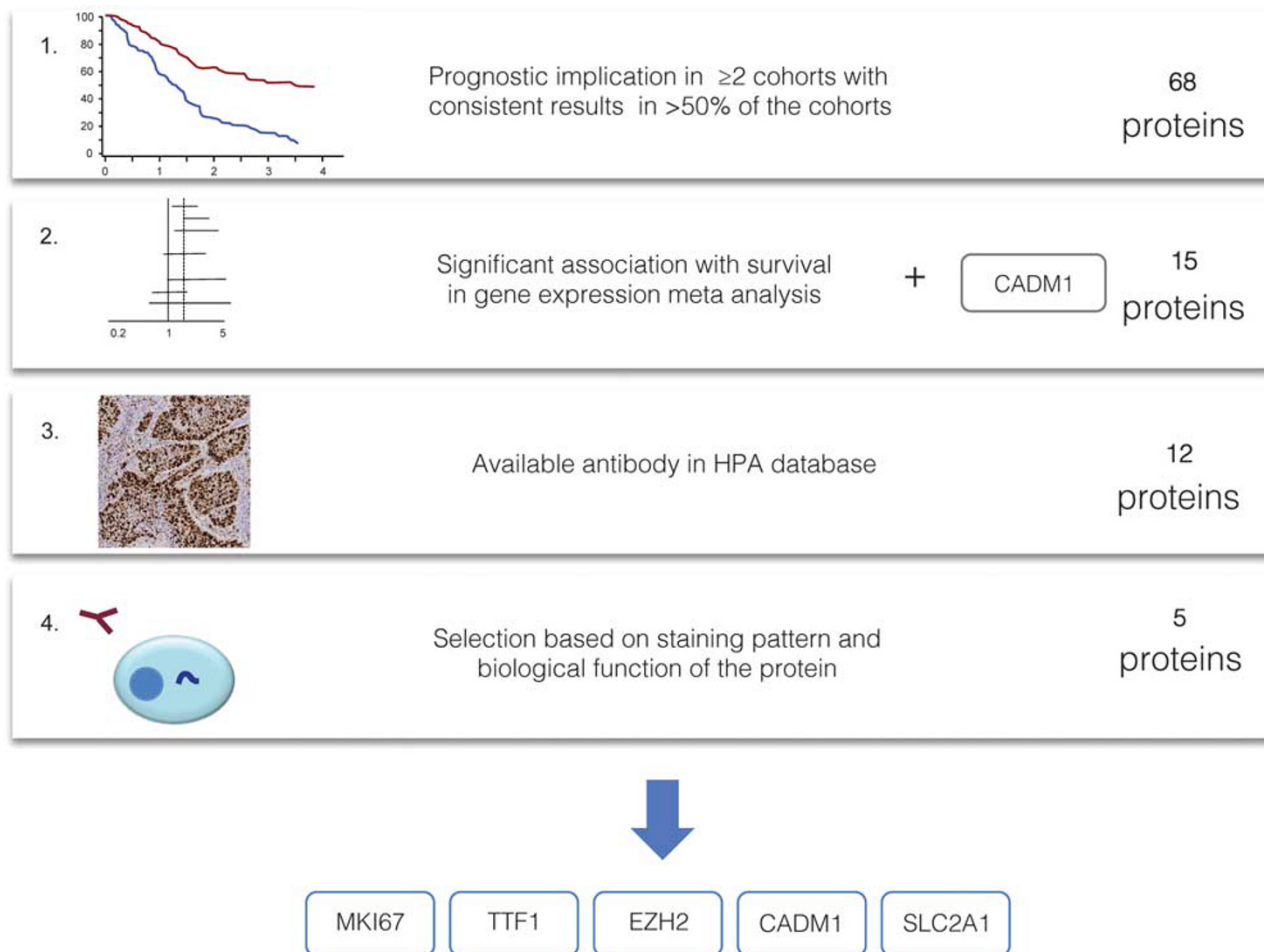 1.
100
80
60
40
20
0
0 1 2 3 4
Prognostic implication in ≥2 cohorts with
consistent results in >50% of the cohorts
68
proteins
2.
0.2 1 5
Significant association with survival
in gene expression meta analysis
+
CADM1
15
proteins
3.
Available antibody in HPA database
12
proteins
4.
Selection based on staining pattern and
biological function of the protein
5
proteins
MKI67 TTF1 EZH2 CADM1 SLC2A1